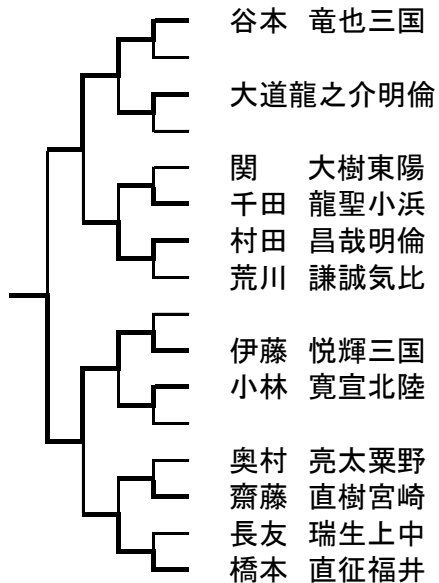 谷本 竜也三国
大道龍之介明倫
関 大樹東陽
千田 龍聖小浜
村田 昌哉明倫
荒川 謙誠気比
伊藤 悦輝三国
小林 寛宣北陸
奥村 亮太粟野
齋藤 直樹宮崎
長友 瑞生上中
橋本 直征福井